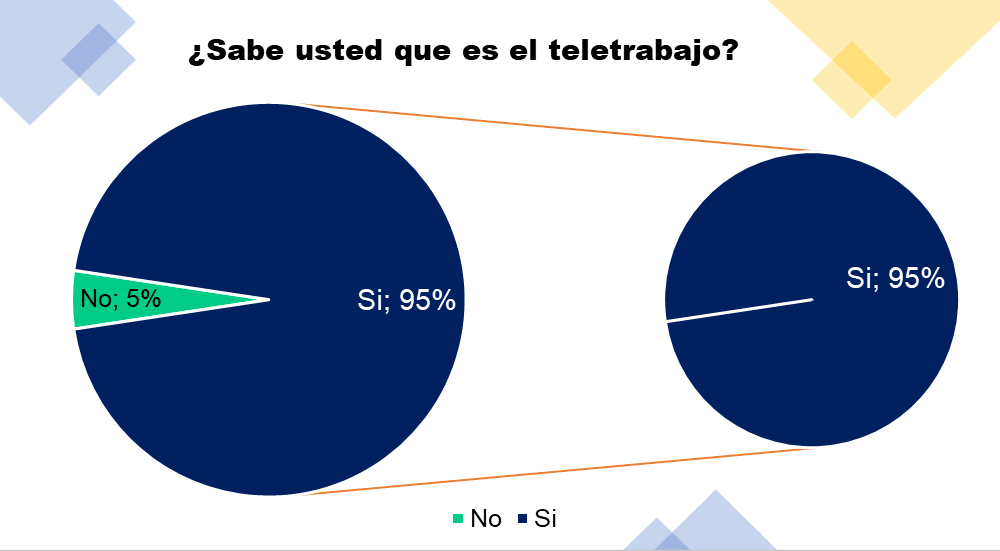 ¿Sabe usted que es el teletrabajo?
No; 5%
Si; 95%
Si; 95%
No
Si